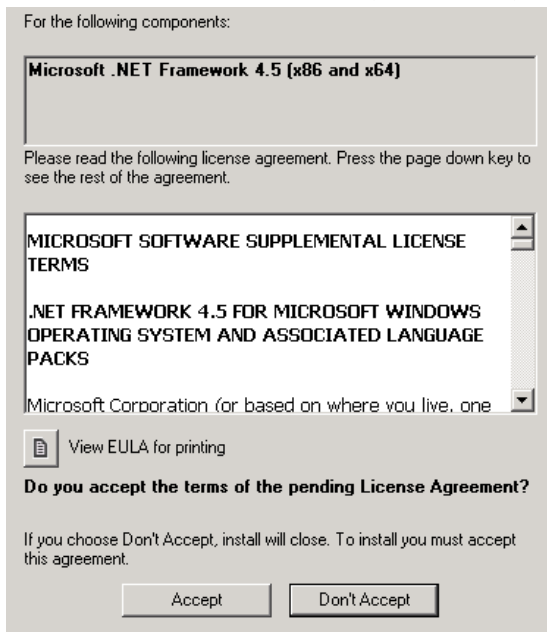 For the following components:
Microsoft .NET Framework 4.5 (x86 and x64)
Please read the following license agreement. Press the page down key to
see the rest of the agreement.
MICROSOFT SOFTWARE SUPPLEMENTAL LICENSE
TERMS
.NET FRAMEWORK 4.5 FOR MICROSOFT WINDOWS
OPERATING SYSTEM AND ASSOCIATED LANGUAGE
PACKS
Microsoft Corporation (or based on where you live, one
View EULA for printing
Do you accept the terms of the pending License Agreement?
If you choose Don't Accept, install will close. To install you must accept
this agreement.
Accept
Don't Accept